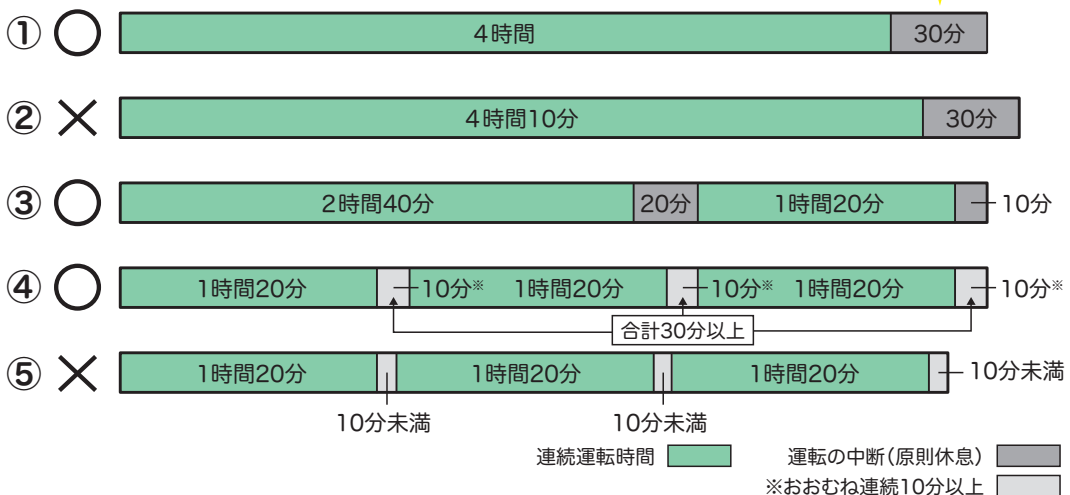 ① ○ 4時間 30分
② × 4時間10分 30分
③ ○ 2時間40分 20分 1時間20分 10分
④ ○ 1時間20分 10分※ 1時間20分 10分※ 1時間20分 10分※
合計30分以上
⑤ × 1時間20分 1時間20分 1時間20分 10分未満
10分未満 10分未満
連続運転時間 運転の中断(原則休息)
※おおむね連続10分以上